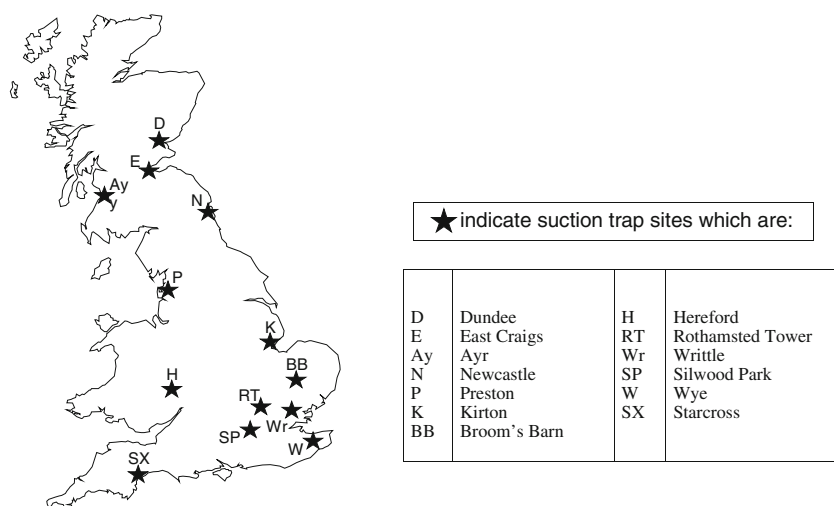 D
E
Ay
y
N
P
K
BB
H
RT
Wr
SP
W
SX
indicate suction trap sites which are:
D Dundee H Hereford
E East Craigs RT Rothamsted Tower
Ay Ayr Wr Writtle
N Newcastle SP Silwood Park
P Preston W Wye
K Kirton SX Starcross
BB Broom's Barn